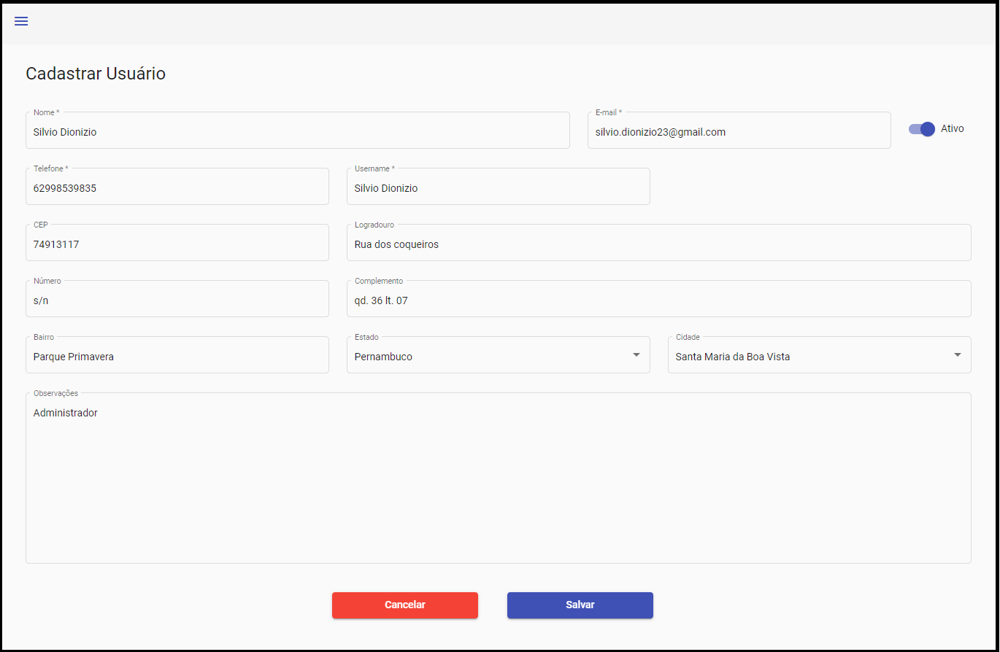 Cadastrar Usuário
Nome *
Silvio Dionizio
E-mail *
silvio.dionizio23@gmail.com
Ativo
Telefone *
62998539835
Username *
Silvio Dionizio
CEP
74913117
Logradouro
Rua dos coqueiros
Número
s/n
Complemento
qd. 36 lt. 07
Bairro
Parque Primavera
Estado
Pernambuco
Cidade
Santa Maria da Boa Vista
Observações
Administrador
Cancelar
Salvar